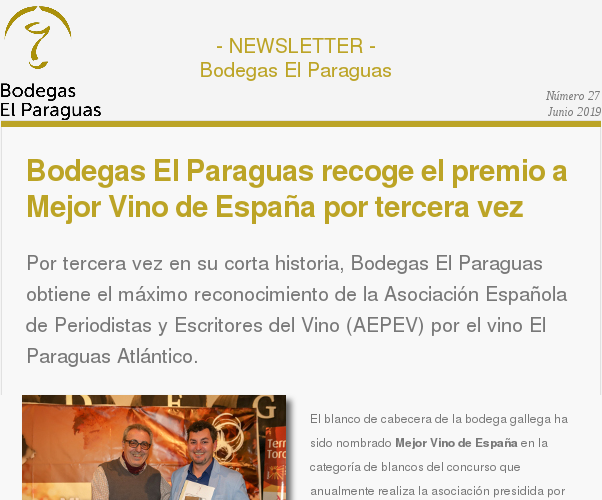 Bodegas
El Paraguas
- NEWSLETTER -
Bodegas El Paraguas
Número 27
Junio 2019
Bodegas El Paraguas recoge el premio a
Mejor Vino de España por tercera vez
Por tercera vez en su corta historia, Bodegas El Paraguas
obtiene el máximo reconocimiento de la Asociación Española
de Periodistas y Escritores del Vino (AEPEV) por el vino El
Paraguas Atlántico.
El blanco de cabecera de la bodega gallega ha
sido nombrado Mejor Vino de España en la
categoría de blancos del concurso que
anualmente realiza la asociación presidida por